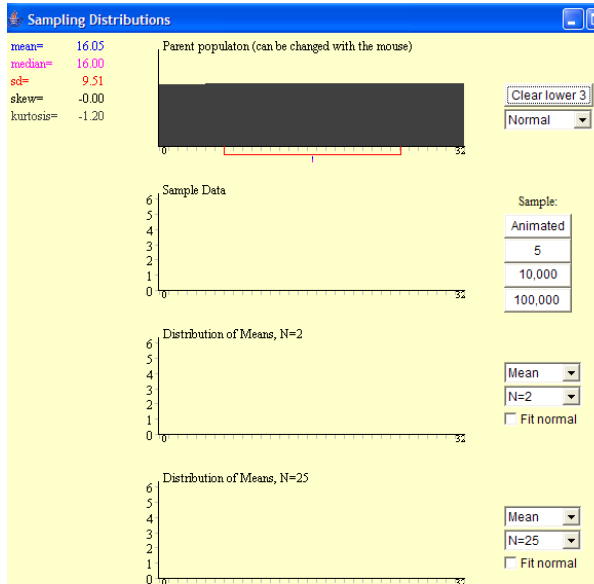 Sampling Distributions
mean= 16.05
median= 16.00
sd= 9.51
skew= -0.00
kurtosis= -1.20
Parent populaton (can be changed with the mouse)
0 32
Clear lower 3
Normal
Sample Data
6
5
4
3
2
1
0
0 32
Sample:
Animated
5
10,000
100,000
Distribution of Means, N=2
6
5
4
3
2
1
0
0 32
Mean
N=2
Fit normal
Distribution of Means, N=25
6
5
4
3
2
1
0
0 32
Mean
N=25
Fit normal